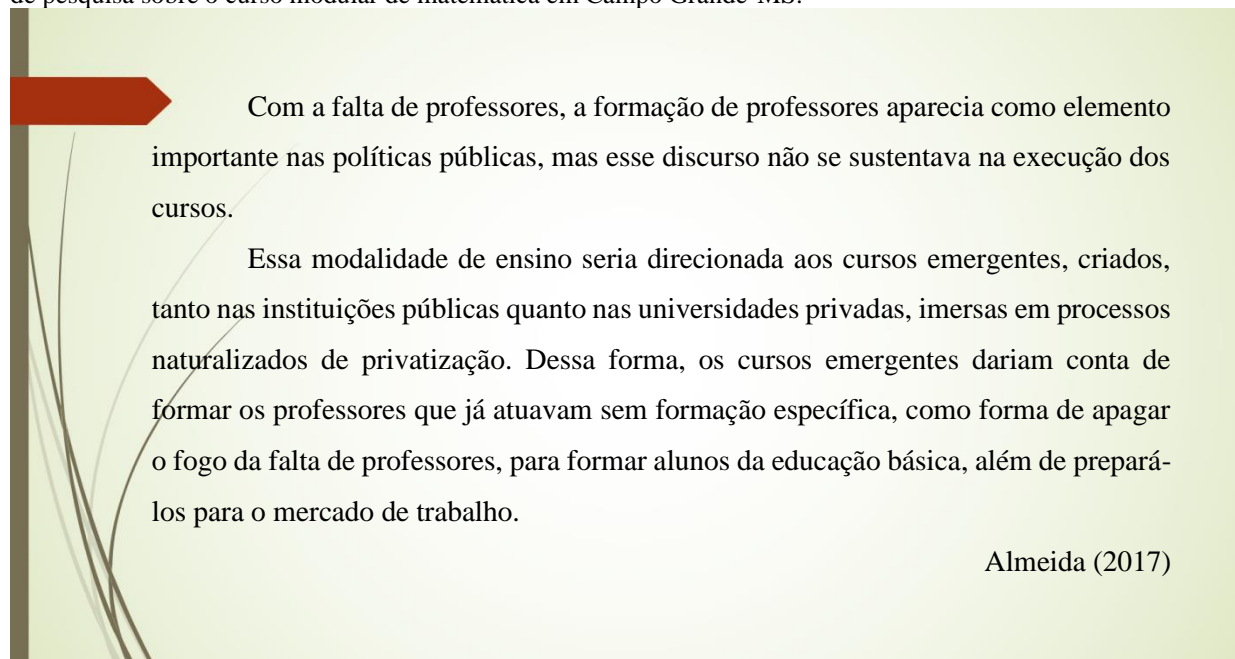 de pesquisa sobre o curso modular de matemática em Campo Grande-MS.
Com a falta de professores, a formação de professores aparecia como elemento
importante nas políticas públicas, mas esse discurso não se sustentava na execução dos
cursos.
Essa modalidade de ensino seria direcionada aos cursos emergentes, criados,
tanto nas instituições públicas quanto nas universidades privadas, imersas em processos
naturalizados de privatização. Dessa forma, os cursos emergentes dariam conta de
formar os professores que já atuavam sem formação específica, como forma de apagar
o fogo da falta de professores, para formar alunos da educação básica, além de prepará-
los para o mercado de trabalho.
Almeida (2017)